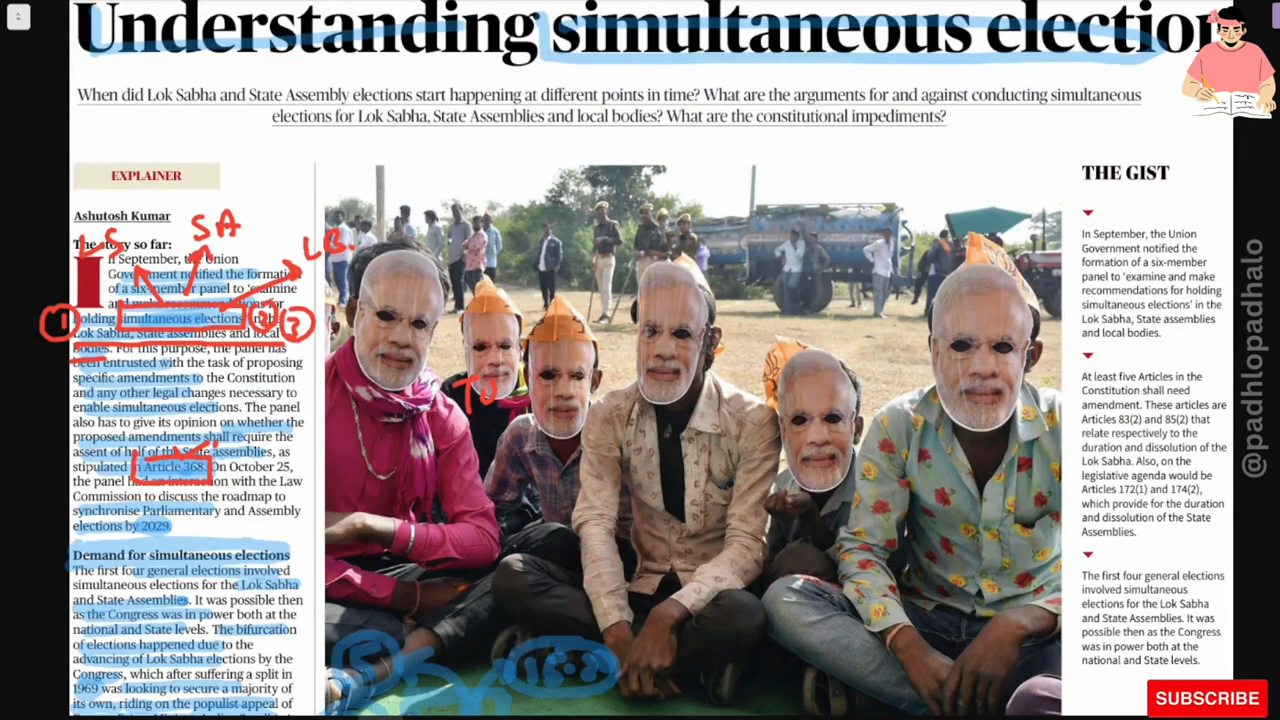 Understanding simultaneous election
When did Lok Sabha and State Assembly elections start happening at different points in time? What are the arguments for and against conducting simultaneous
elections for Lok Sabha, State Assemblies and local bodies? What are the constitutional impediments?
EXPLAINER
Ashutosh Kumar
The story so far:
In September, the Union
Government notified the formation
of a six-member panel to 'examine
and make recommendations for
holding simultaneous elections' in the
Lok Sabha, State assemblies and local
bodies. For this purpose, the panel has
been entrusted with the task of proposing
specific amendments to the Constitution
and any other legal changes necessary to
enable simultaneous elections. The panel
also has to give its opinion on whether the
proposed amendments shall require the
assent of half of the State assemblies, as
stipulated in Article 368. On October 25,
the panel had an interaction with the Law
Commission to discuss the roadmap to
synchronise Parliamentary and Assembly
elections by 2029.
Demand for simultaneous elections
The first four general elections involved
simultaneous elections for the Lok Sabha
and State Assemblies. It was possible then
as the Congress was in power both at the
national and State levels. The bifurcation
of elections happened due to the
advancing of Lok Sabha elections by the
Congress, which after suffering a split in
1969 was looking to secure a majority of
its own, riding on the populist appeal of
LS
SA
LB.
1
2
3
TO
5
THE GIST
In September, the Union
Government notified the
formation of a six-member
panel to 'examine and make
recommendations for holding
simultaneous elections' in the
Lok Sabha, State assemblies
and local bodies.
At least five Articles in the
Constitution shall need
amendment. These articles are
Articles 83(2) and 85(2) that
relate respectively to the
duration and dissolution of the
Lok Sabha. Also, on the
legislative agenda would be
Articles 172(1) and 174(2),
which provide for the duration
and dissolution of the State
Assemblies.
The first four general elections
involved simultaneous
elections for the Lok Sabha
and State Assemblies. It was
possible then as the Congress
was in power both at the
national and State levels.
@padhlopadhalo
SUBSCRIBE